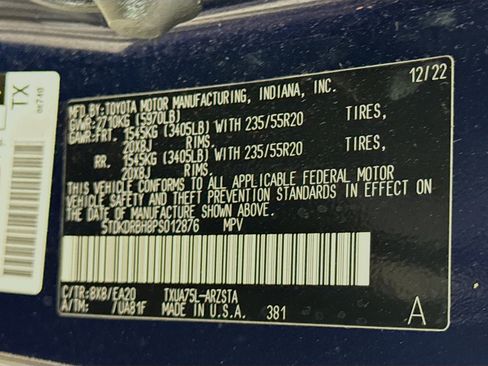 12/22
MFD.BY:TOYOTA MOTOR MANUFACTURING, INDIANA, INC.
GVWR:2710KG (5970LB)
GAWR:FRT 1545KG (3405LB) WITH 235/55R20 TIRES,
20X8J RIMS.
RR. 1545KG (3405LB) WITH 235/55R20 TIRES,
20X8J RIMS.
THIS VEHICLE CONFORMS TO ALL APPLICABLE FEDERAL MOTOR
VEHICLE SAFETY AND THEFT PREVENTION STANDARDS IN EFFECT ON
THE DATE OF MANUFACTURE SHOWN ABOVE.
5TDKDRBH8PS012876 MPV
C/TR:8X8/EA20 TXUA75L-ARZSTA
A/TM: /UA81F MADE IN U.S.A. 381
A
TX